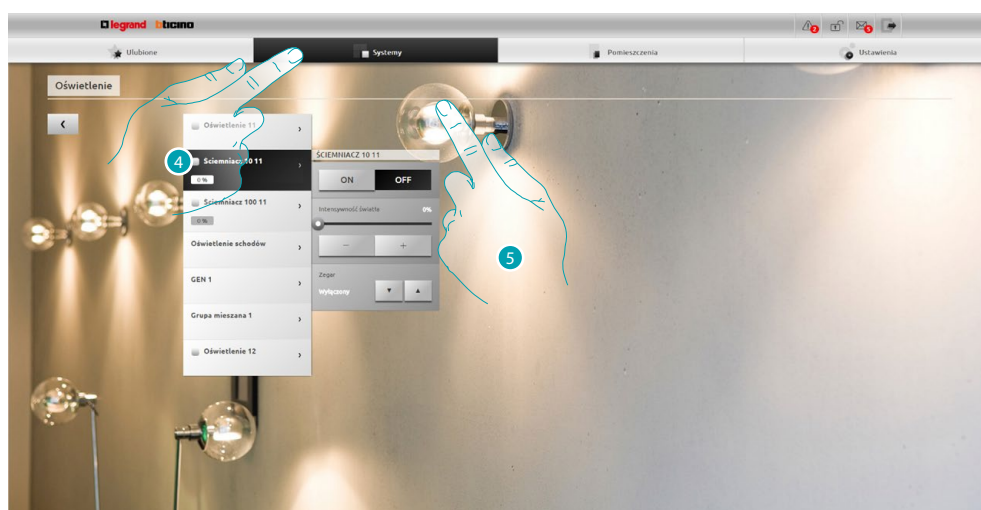 legrand bticino
2
5
Ulubione
Systemy
Pomieszczenia
Ustawienia
Oświetlenie
Oświetlenie 11
4
Ściemniacz 10 11
0 %
Ściemniacz 100 11
0 %
Oświetlenie schodów
GEN 1
Grupa mieszana 1
Oświetlenie 12
ŚCIEMNIACZ 10 11
ON OFF
Intensywność światła 0%
− +
Zegar
Wyłączony
5